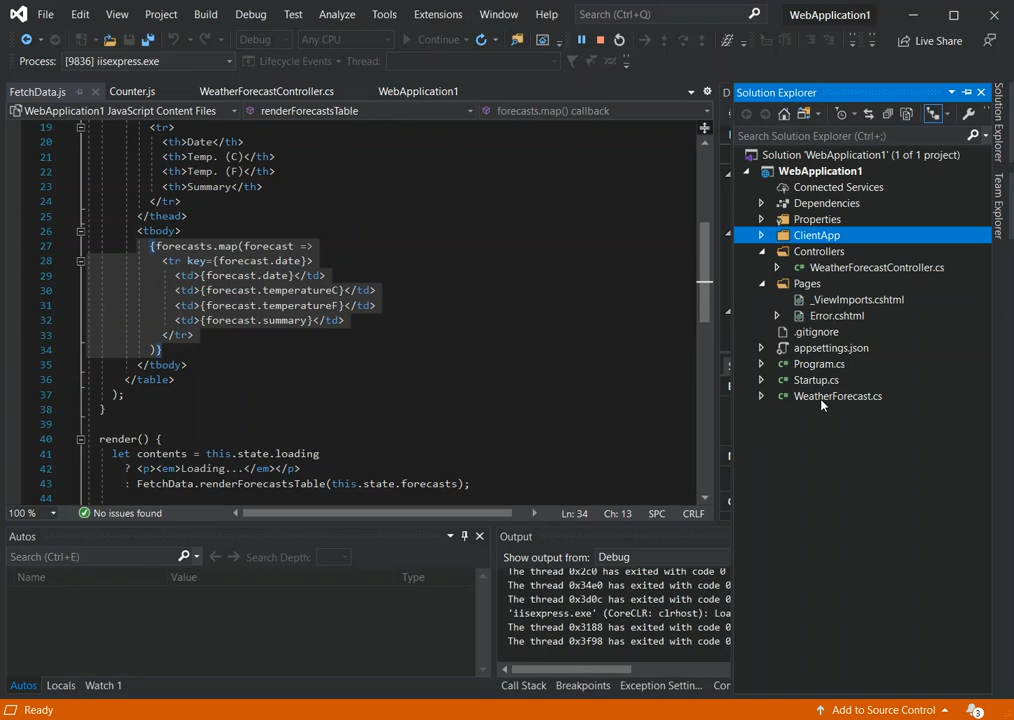 File Edit View Project Build Debug Test Analyze Tools Extensions Window Help Search (Ctrl+Q) WebApplication1
Debug Any CPU Continue Live Share
Process: [9836] iisexpress.exe Lifecycle Events Thread:
FetchData.js Counter.js WeatherForecastController.cs WebApplication1
WebApplication1 JavaScript Content Files renderForecastsTable forecasts.map() callback
19 <tr>
20 <th>Date</th>
21 <th>Temp. (C)</th>
22 <th>Temp. (F)</th>
23 <th>Summary</th>
24 </tr>
25 </thead>
26 <tbody>
27 {forecasts.map(forecast =>
28 <tr key={forecast.date}>
29 <td>{forecast.date}</td>
30 <td>{forecast.temperatureC}</td>
31 <td>{forecast.temperatureF}</td>
32 <td>{forecast.summary}</td>
33 </tr>
34 )}
35 </tbody>
36 </table>
37 );
38 }
39
40 render() {
41 let contents = this.state.loading
42 ? <p><em>Loading...</em></p>
43 : FetchData.renderForecastsTable(this.state.forecasts);
44
100 % No issues found Ln: 34 Ch: 13 SPC CRLF
Autos
Search (Ctrl+E) Search Depth:
Name Value Type
Autos Locals Watch 1
Output
Show output from: Debug
The thread 0x2c0 has exited with code 0
The thread 0x34e0 has exited with code
The thread 0x3d0c has exited with code
'iisexpress.exe' (CoreCLR: clrhost): Loa
The thread 0x3188 has exited with code
The thread 0x3f98 has exited with code
Call Stack Breakpoints Exception Settin... Cor
Solution Explorer
Search Solution Explorer (Ctrl+;)
Solution 'WebApplication1' (1 of 1 project)
WebApplication1
Connected Services
Dependencies
Properties
ClientApp
Controllers
WeatherForecastController.cs
Pages
_ViewImports.cshtml
Error.cshtml
.gitignore
appsettings.json
Program.cs
Startup.cs
WeatherForecast.cs
Solution Explorer
Team Explorer
Ready Add to Source Control 3